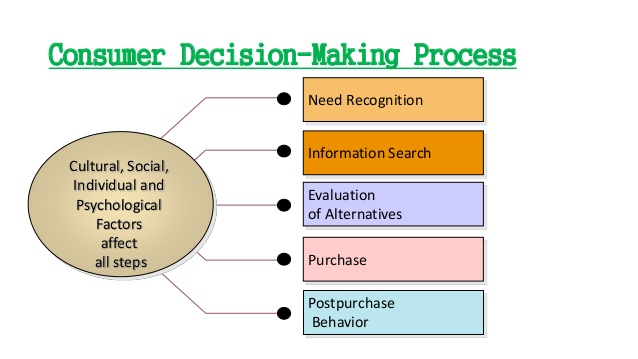 Consumer Decision-Making Process
Cultural, Social,
Individual and
Psychological
Factors
affect
all steps
Need Recognition
Information Search
Evaluation
of Alternatives
Purchase
Postpurchase
Behavior